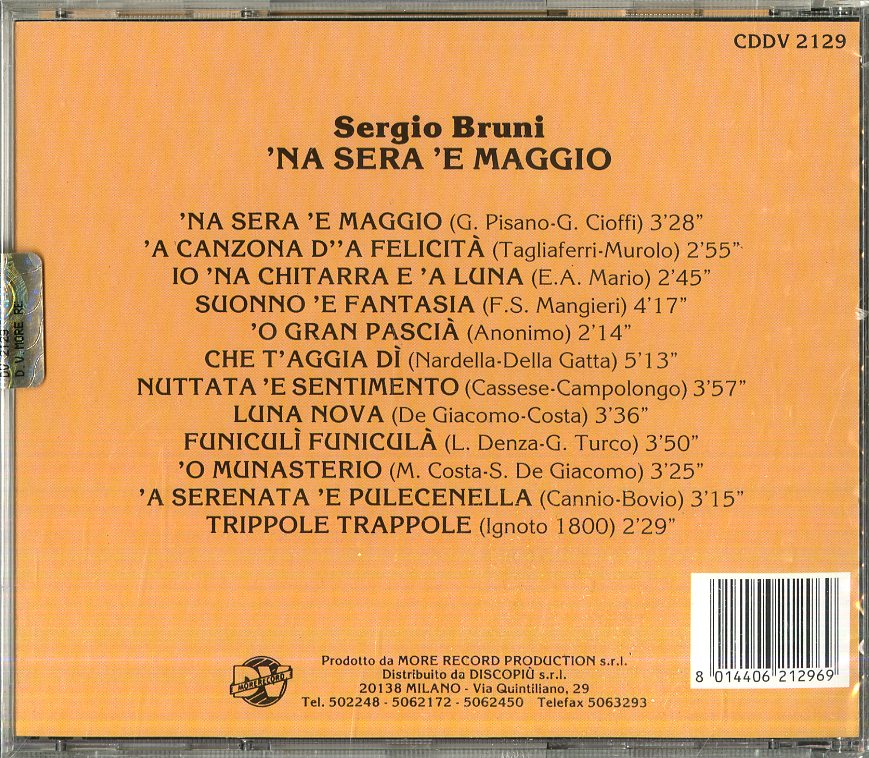 CDDV 2129
Sergio Bruni
'NA SERA 'E MAGGIO
'NA SERA 'E MAGGIO (G. Pisano-G. Cioffi) 3'28"
'A CANZONA D''A FELICITÀ (Tagliaferri-Murolo) 2'55"
IO 'NA CHITARRA E 'A LUNA (E.A. Mario) 2'45"
SUONNO 'E FANTASIA (F.S. Mangieri) 4'17"
'O GRAN PASCIÀ (Anonimo) 2'14"
CHE T'AGGIA DÌ (Nardella-Della Gatta) 5'13"
NUTTATA 'E SENTIMENTO (Cassese-Campolongo) 3'57"
LUNA NOVA (De Giacomo-Costa) 3'36"
FUNICULÌ FUNICULÀ (L. Denza-G. Turco) 3'50"
'O MUNASTERIO (M. Costa-S. De Giacomo) 3'25"
'A SERENATA 'E PULECENELLA (Cannio-Bovio) 3'15"
TRIPPOLE TRAPPOLE (Ignoto 1800) 2'29"
D V MORE RE
2129
MORE RECORD
Prodotto da MORE RECORD PRODUCTION s.r.l.
Distribuito da DISCOPIÙ s.r.l.
20138 MILANO - Via Quintiliano, 29
Tel. 502248 - 5062172 - 5062450 Telefax 5063293
8 014406 212969